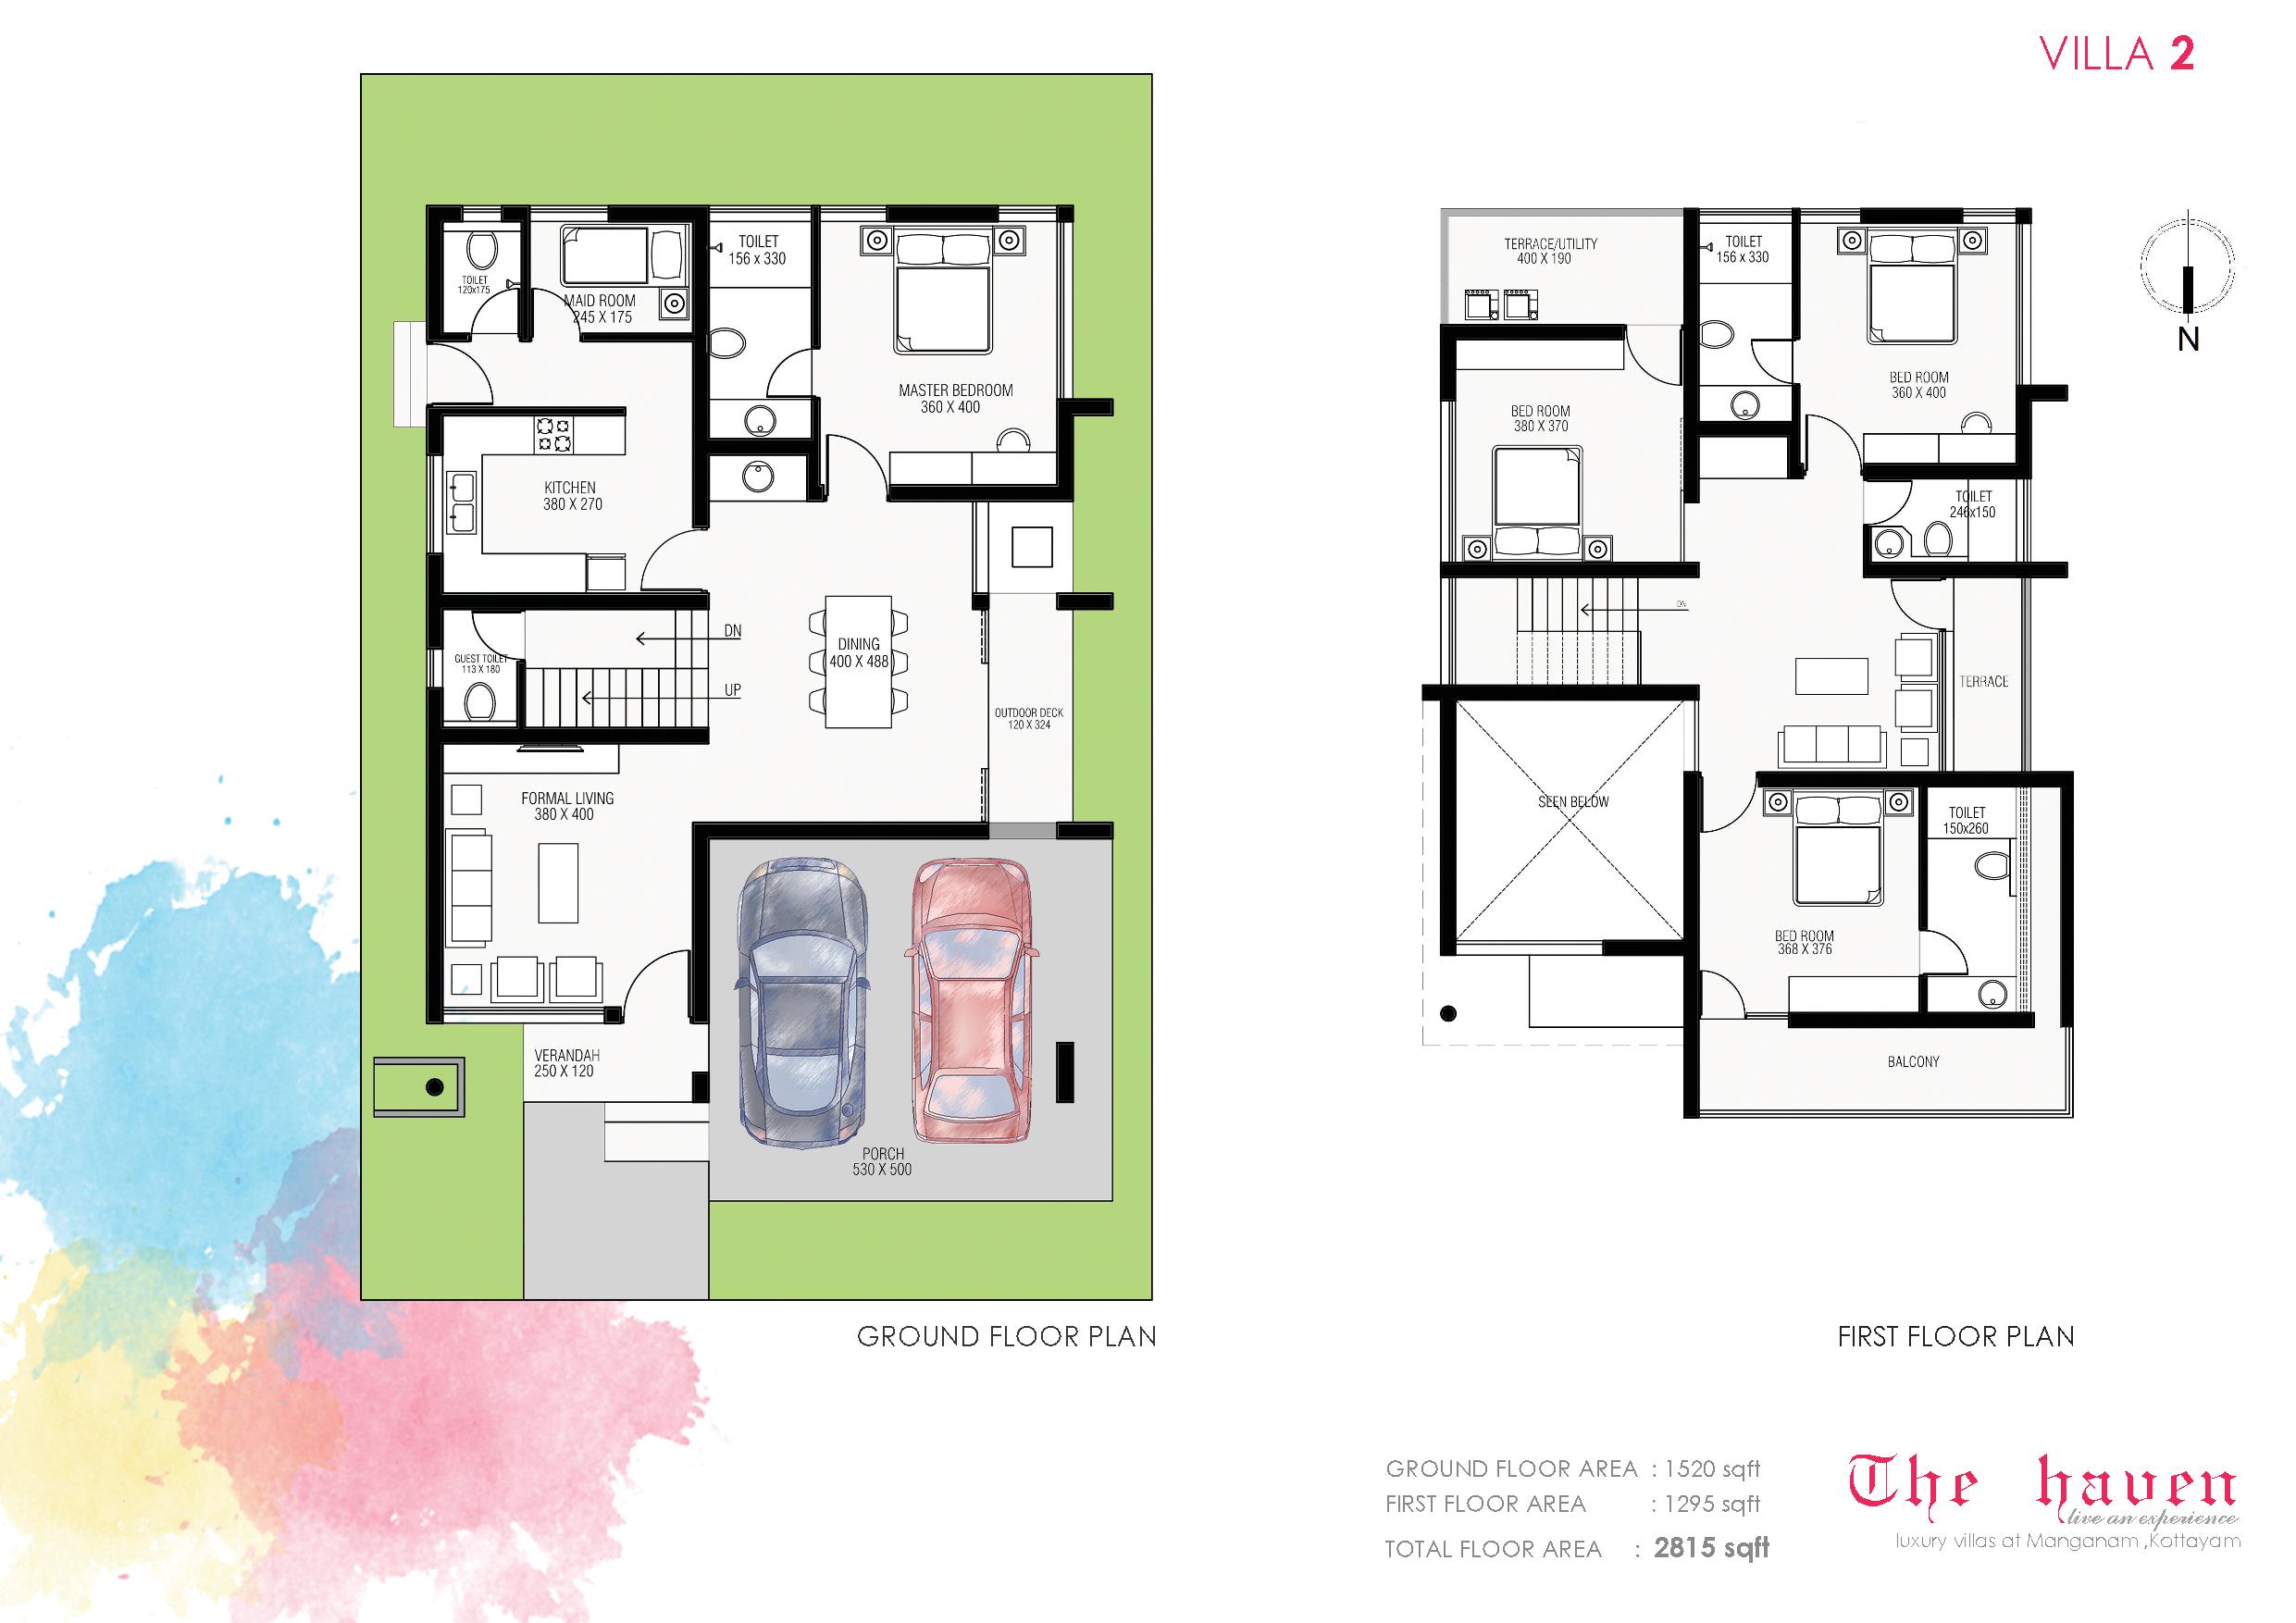 VILLA 2
TOILET
120x175
MAID ROOM
245 X 175
TOILET
156 x 330
MASTER BEDROOM
360 X 400
KITCHEN
380 X 270
DN
GUEST TOILET
113 X 180
UP
DINING
400 X 488
OUTDOOR DECK
120 X 324
FORMAL LIVING
380 X 400
VERANDAH
250 X 120
PORCH
530 X 500
GROUND FLOOR PLAN
TERRACE/UTILITY
400 X 190
TOILET
156 x 330
BED ROOM
360 X 400
BED ROOM
380 X 370
TOILET
246x150
DN
TERRACE
SEEN BELOW
TOILET
150x260
BED ROOM
368 X 376
BALCONY
N
FIRST FLOOR PLAN
GROUND FLOOR AREA : 1520 sqft
FIRST FLOOR AREA : 1295 sqft
TOTAL FLOOR AREA : 2815 sqft
The haven
live an experience
luxury villas at Manganam ,Kottayam